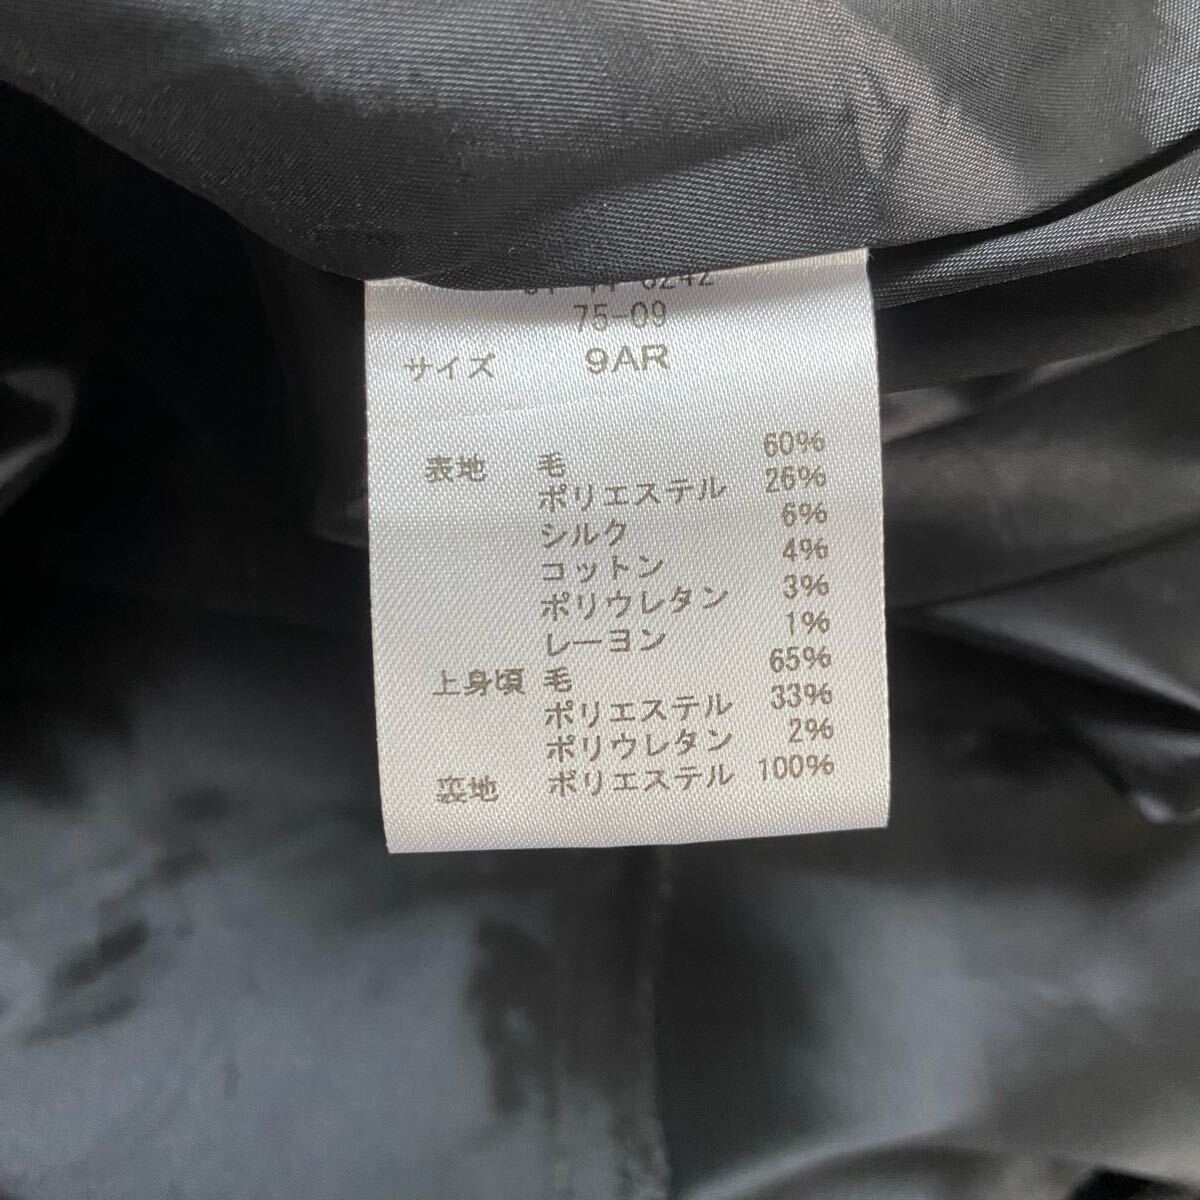 75-09
サイズ 9AR
表地 毛 60%
ポリエステル 26%
シルク 6%
コットン 4%
ポリウレタン 3%
レーヨン 1%
上身頃 毛 65%
ポリエステル 33%
ポリウレタン 2%
裏地 ポリエステル 100%